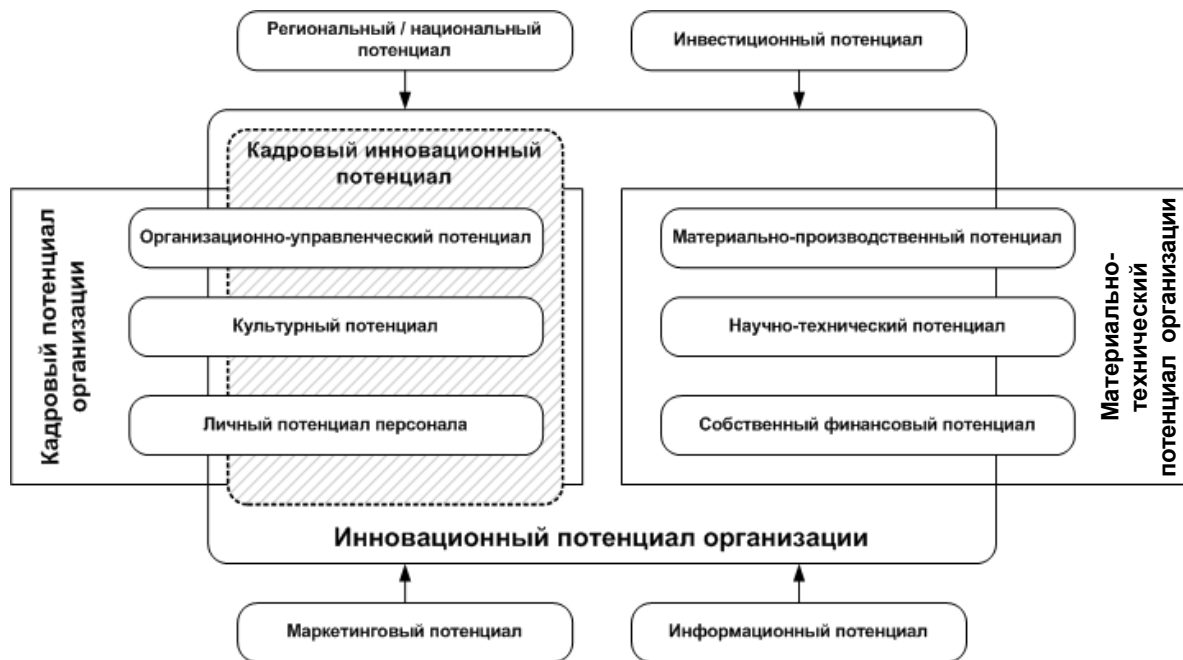 Региональный / национальный
потенциал
Инвестиционный потенциал
Кадровый инновационный
потенциал
Кадровый потенциал
организации
Организационно-управленческий потенциал
Культурный потенциал
Личный потенциал персонала
Материально-производственный потенциал
Научно-технический потенциал
Собственный финансовый потенциал
Материально-
технический
потенциал организации
Инновационный потенциал организации
Маркетинговый потенциал
Информационный потенциал